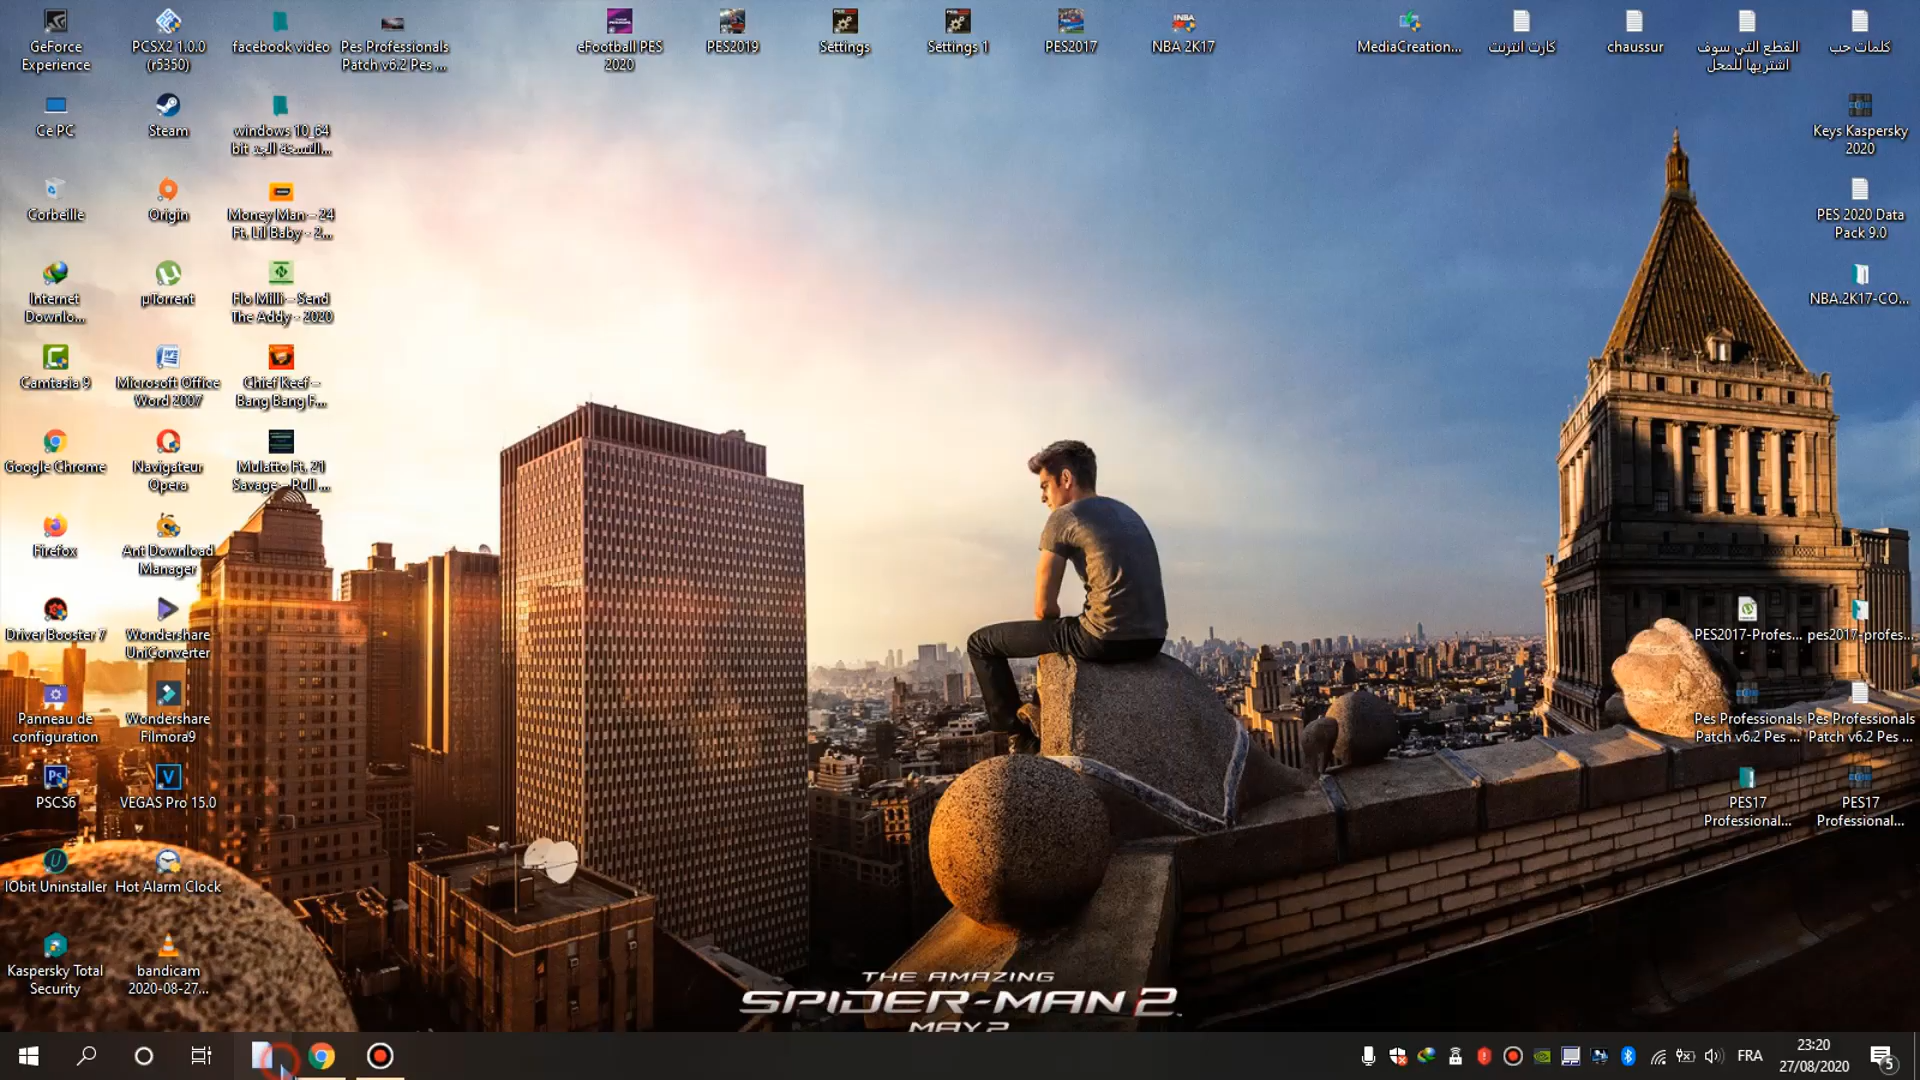 GeForce
Experience
PCSX2 1.0.0
(r5350)
facebook video
Pes Professionals
Patch v6.2 Pes ...
eFootball PES
2020
PES2019
Settings
Settings 1
PES2017
NBA 2K17
MediaCreation...
كارت انترنت
chaussur
القطع التي سوف
اشتريها للمحل
كلمات حب
Ce PC
Steam
windows 10_64
bit النسخة الجد...
Keys Kaspersky
2020
Corbeille
Origin
Money Man – 24
Ft. Lil Baby - 2...
PES 2020 Data
Pack 9.0
Internet
Downlo...
µTorrent
Flo Milli – Send
The Addy - 2020
NBA.2K17-CO...
Camtasia 9
Microsoft Office
Word 2007
Chief Keef –
Bang Bang F...
Google Chrome
Navigateur
Opera
Mulatto Ft. 21
Savage – Pull ...
Firefox
Ant Download
Manager
Driver Booster 7
Wondershare
UniConverter
PES2017-Profes...
pes2017-profes...
Panneau de
configuration
Wondershare
Filmora9
Pes Professionals
Patch v6.2 Pes ...
Pes Professionals
Patch v6.2 Pes ...
PSCS6
VEGAS Pro 15.0
PES17
Professional...
PES17
Professional...
IObit Uninstaller
Hot Alarm Clock
Kaspersky Total
Security
bandicam
2020-08-27...
THE AMAZING
SPIDER-MAN 2
MAY 2
FRA
23:20
27/08/2020
5